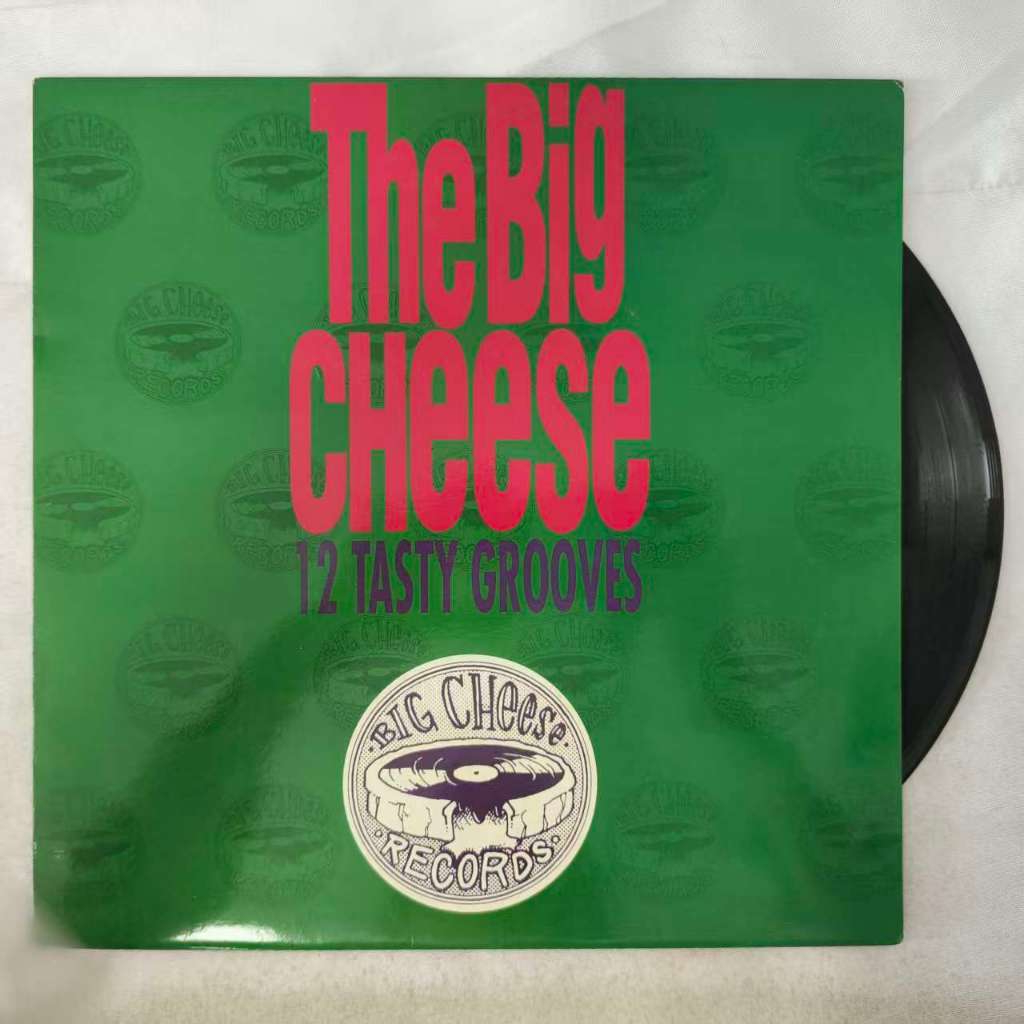 The Big
CHeese
12 TASTY GROOVES
BIG CHeese
RECORDS